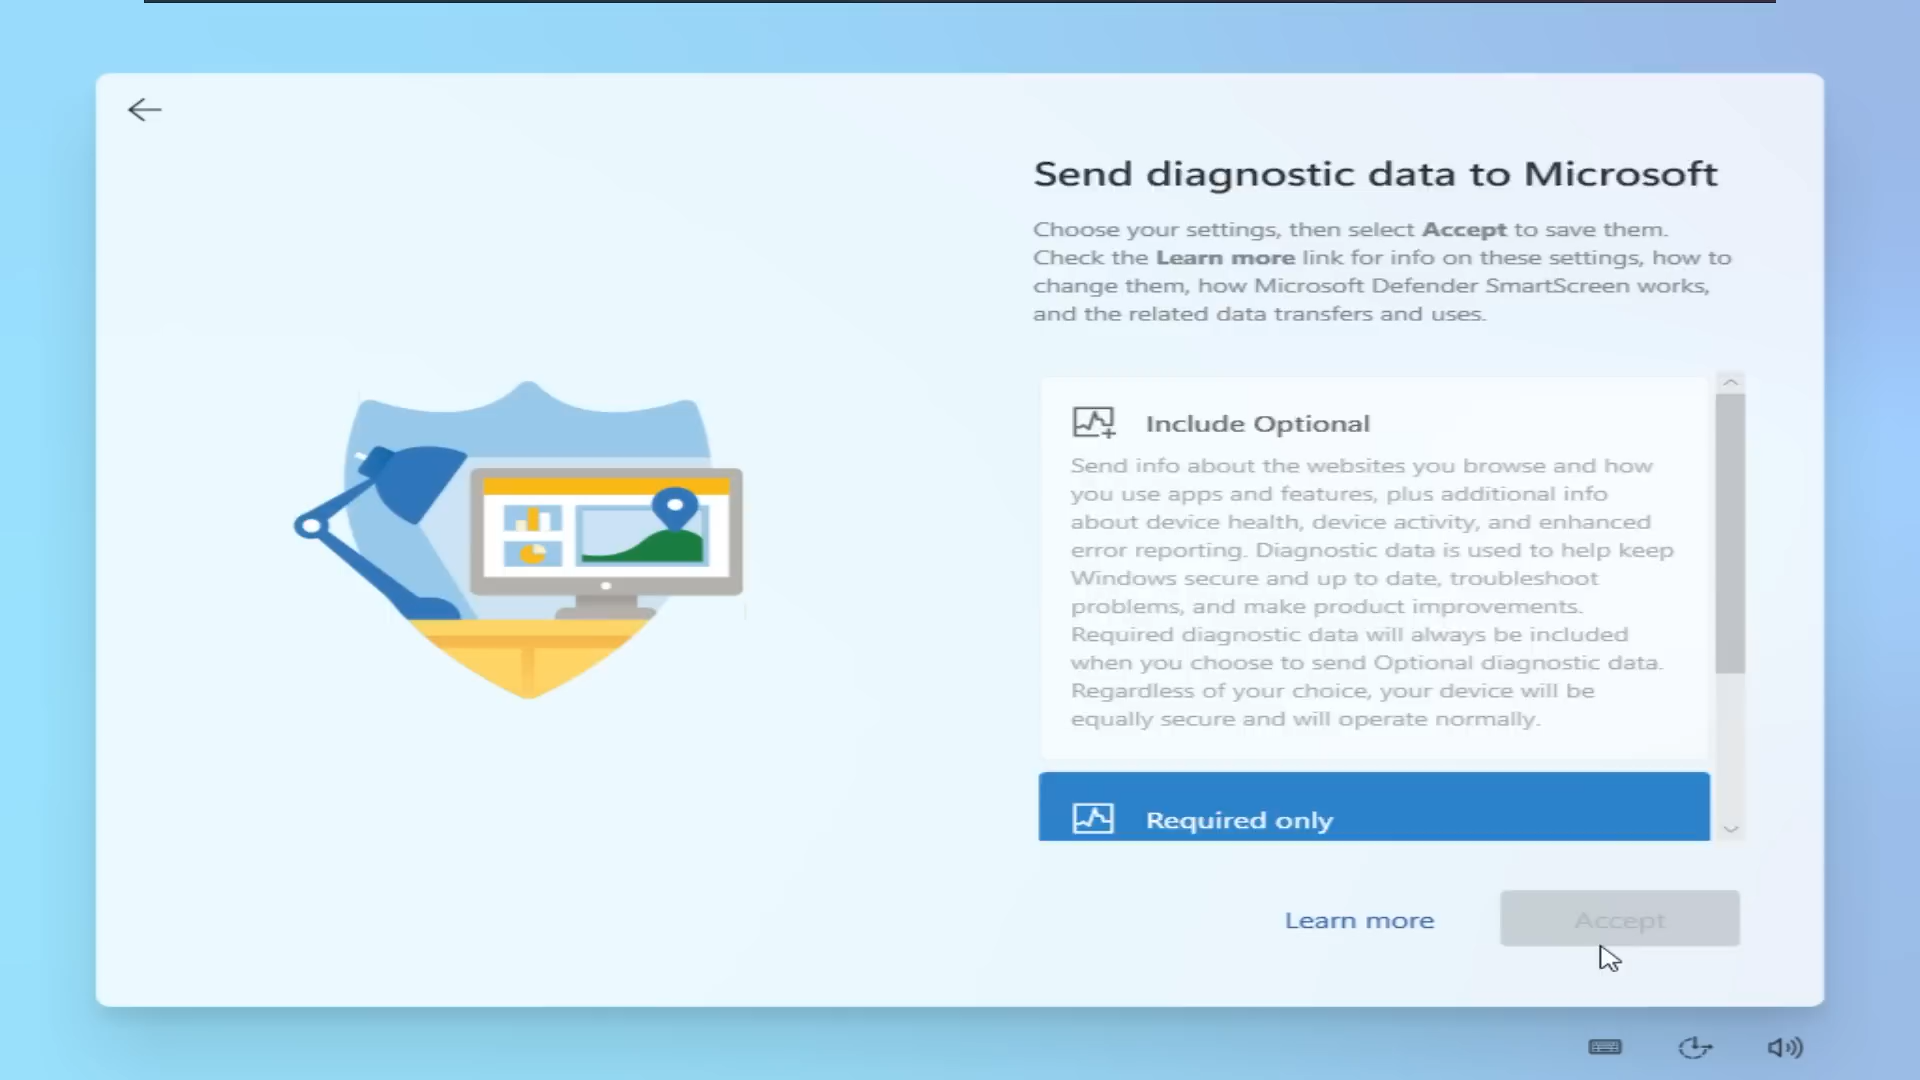 Send diagnostic data to Microsoft
Choose your settings, then select Accept to save them.
Check the Learn more link for info on these settings, how to
change them, how Microsoft Defender SmartScreen works,
and the related data transfers and uses.
Include Optional
Send info about the websites you browse and how
you use apps and features, plus additional info
about device health, device activity, and enhanced
error reporting. Diagnostic data is used to help keep
Windows secure and up to date, troubleshoot
problems, and make product improvements.
Required diagnostic data will always be included
when you choose to send Optional diagnostic data.
Regardless of your choice, your device will be
equally secure and will operate normally.
Required only
Learn more
Accept